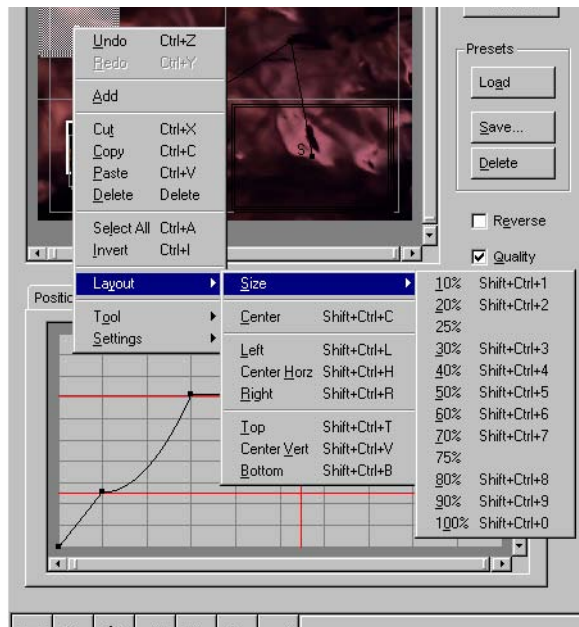 Undo Ctrl+Z
Redo Ctrl+Y
Add
Cut Ctrl+X
Copy Ctrl+C
Paste Ctrl+V
Delete Delete
Select All Ctrl+A
Invert Ctrl+I
Layout
Tool
Settings
Size
Center Shift+Ctrl+C
Left Shift+Ctrl+L
Center Horz Shift+Ctrl+H
Right Shift+Ctrl+R
Top Shift+Ctrl+T
Center Vert Shift+Ctrl+V
Bottom Shift+Ctrl+B
10% Shift+Ctrl+1
20% Shift+Ctrl+2
25%
30% Shift+Ctrl+3
40% Shift+Ctrl+4
50% Shift+Ctrl+5
60% Shift+Ctrl+6
70% Shift+Ctrl+7
75%
80% Shift+Ctrl+8
90% Shift+Ctrl+9
100% Shift+Ctrl+0
Presets
Load
Save...
Delete
Reverse
Quality
S